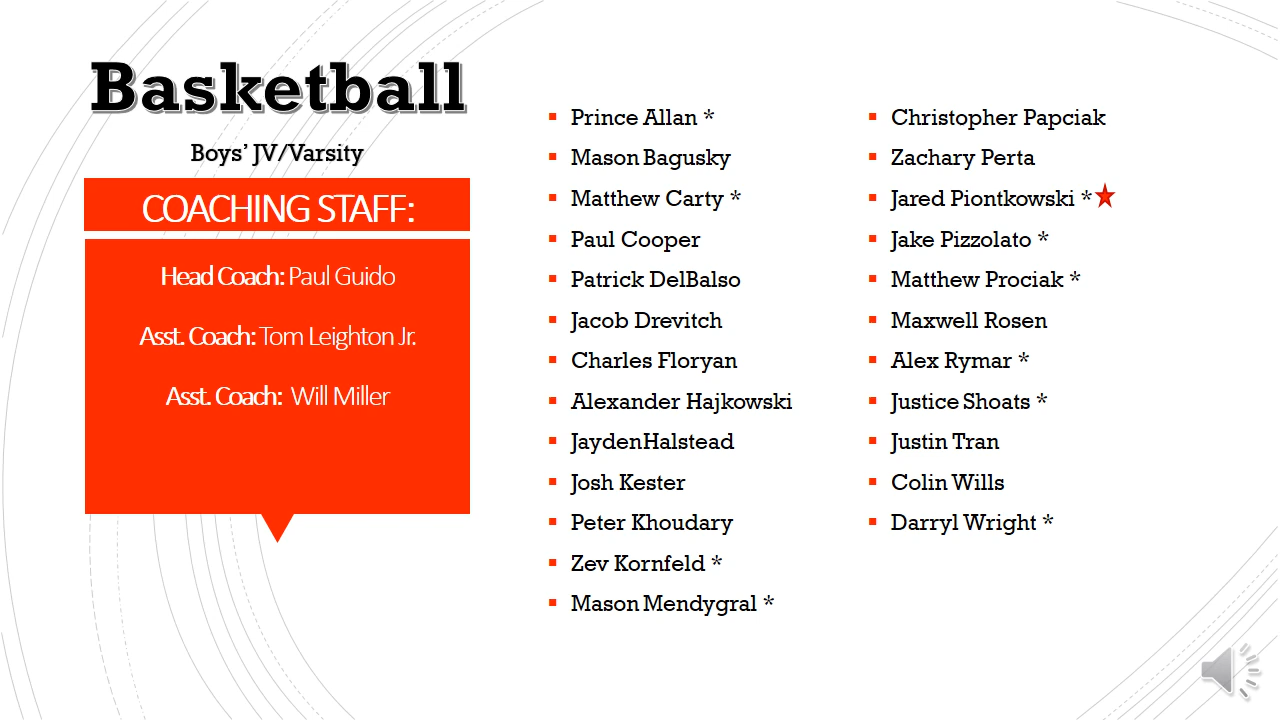 Basketball
Boys’ JV/Varsity
COACHING STAFF:
Head Coach: Paul Guido
Asst. Coach: Tom Leighton Jr.
Asst. Coach: Will Miller
Prince Allan *
Mason Bagusky
Matthew Carty *
Paul Cooper
Patrick DelBalso
Jacob Drevitch
Charles Floryan
Alexander Hajkowski
JaydenHalstead
Josh Kester
Peter Khoudary
Zev Kornfeld *
Mason Mendygral *
Christopher Papciak
Zachary Perta
Jared Piontkowski *
Jake Pizzolato *
Matthew Prociak *
Maxwell Rosen
Alex Rymar *
Justice Shoats *
Justin Tran
Colin Wills
Darryl Wright *